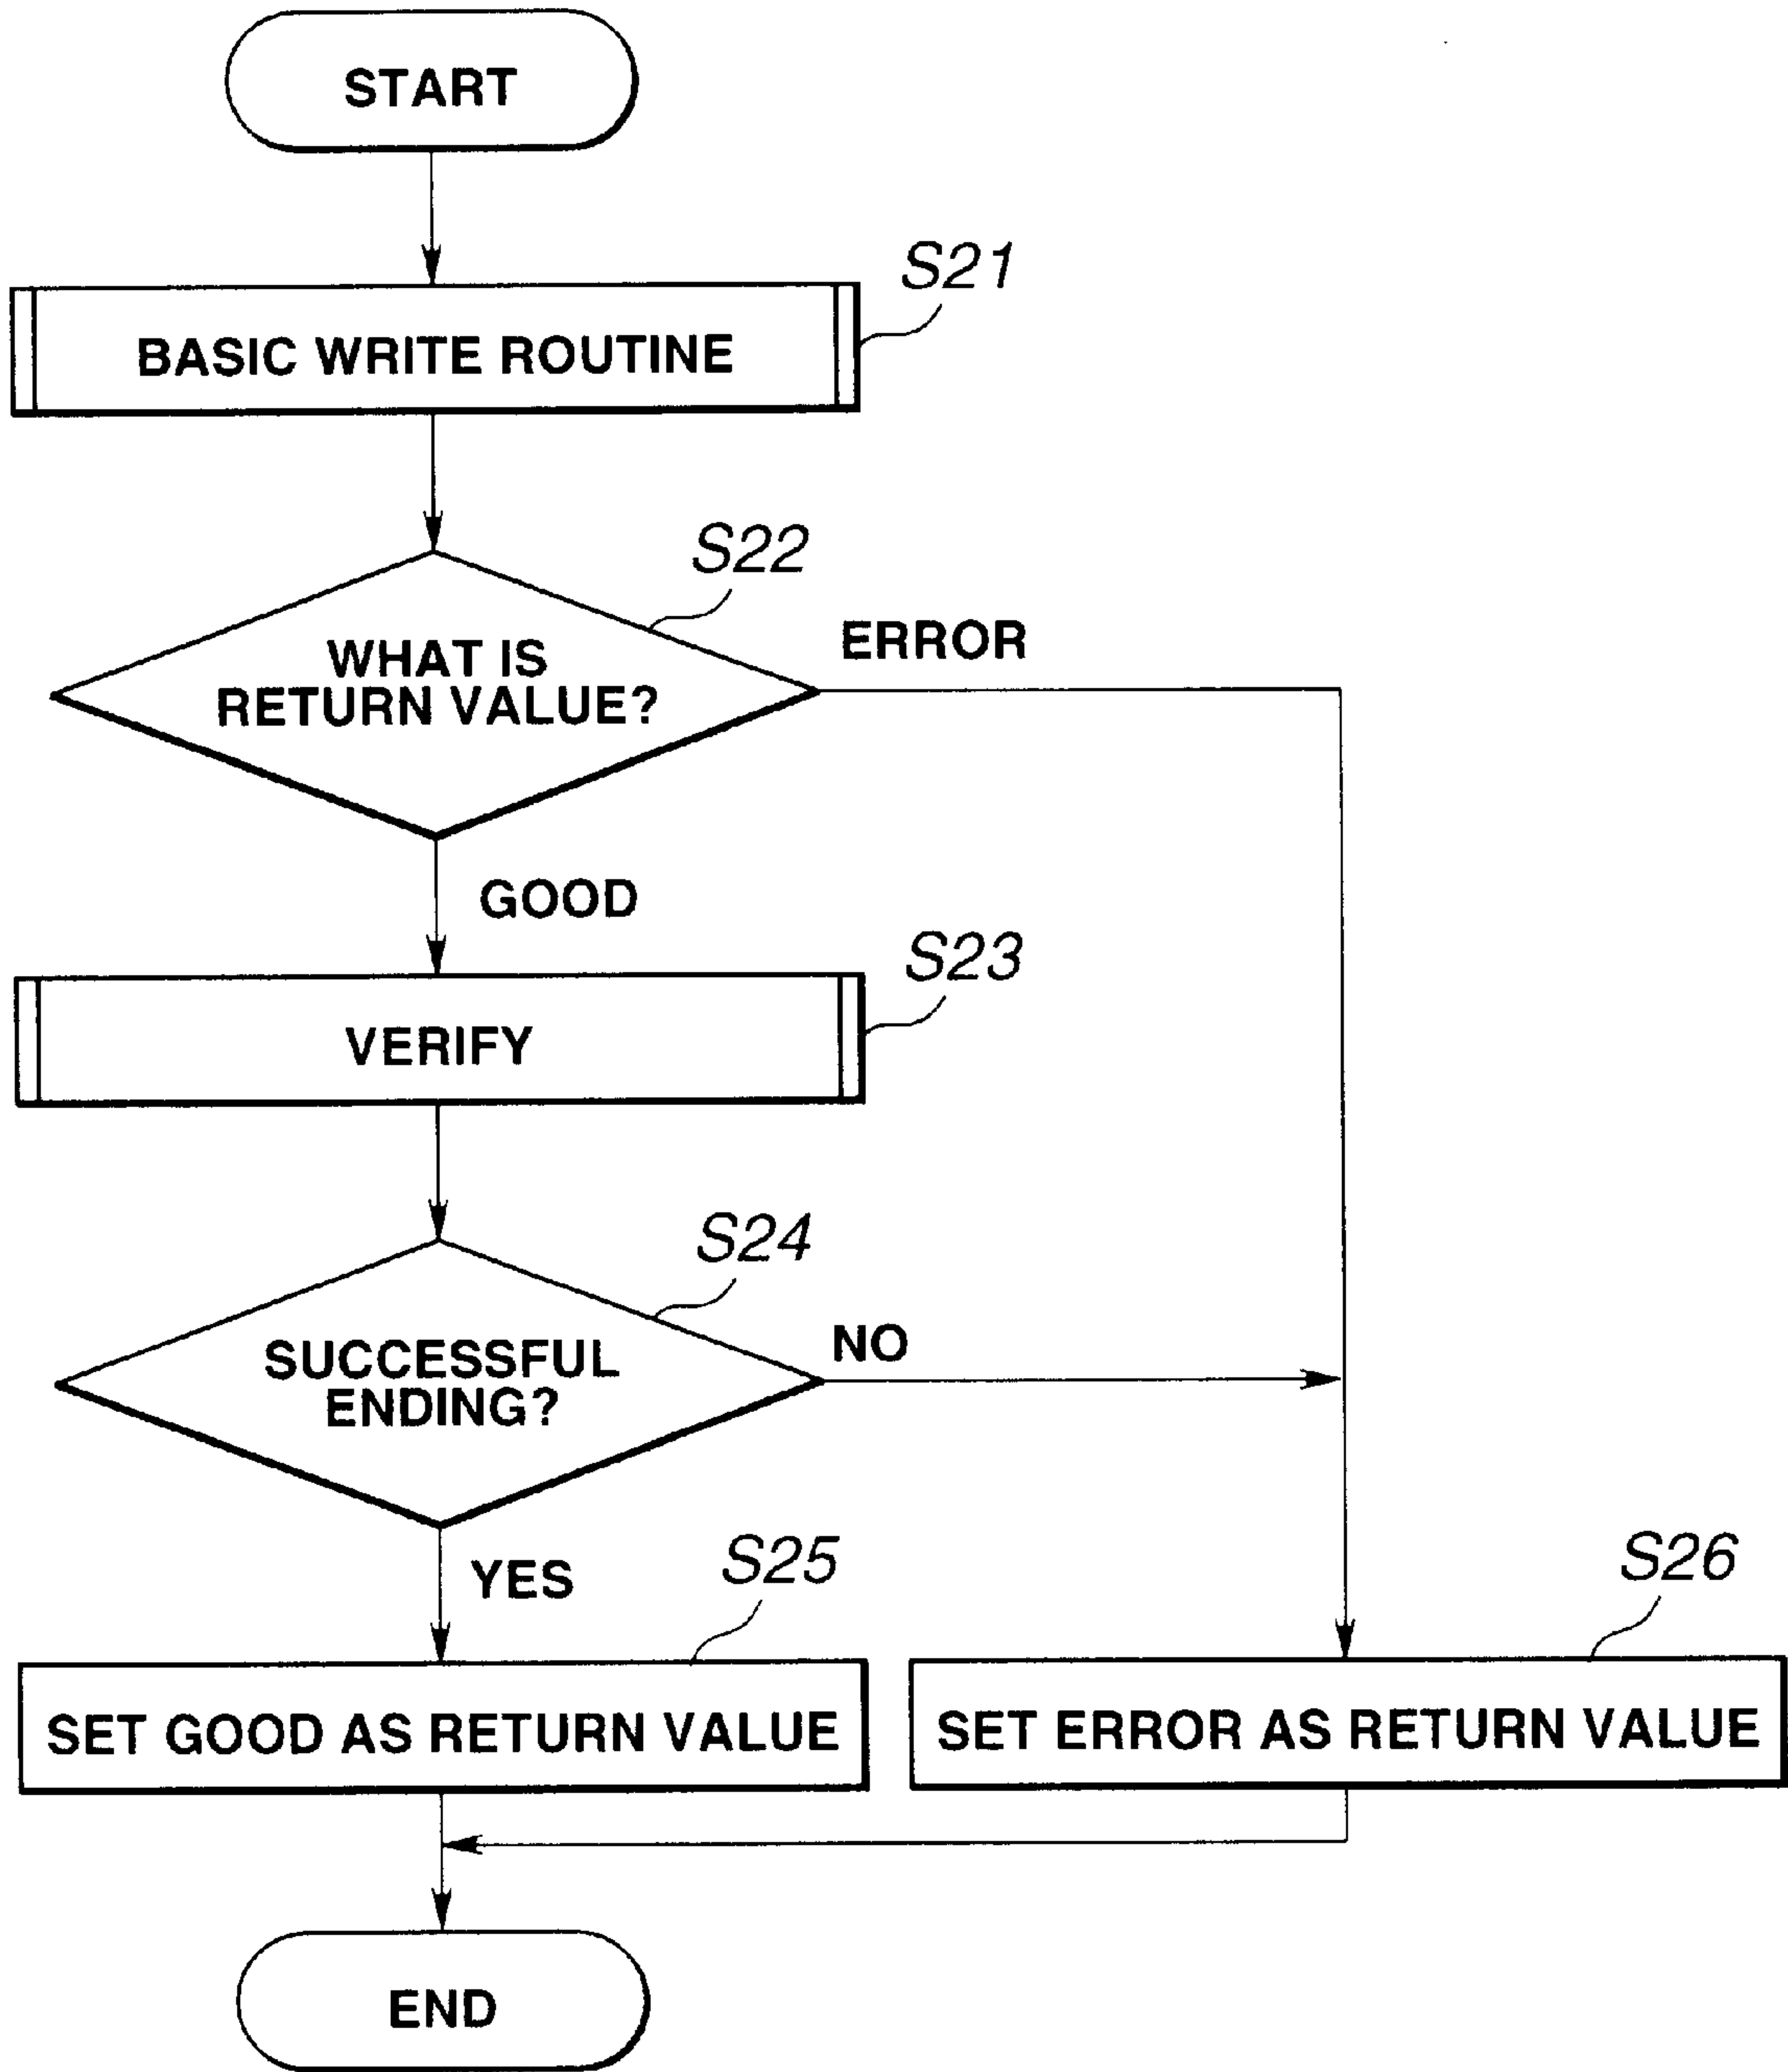 START
S21
BASIC WRITE ROUTINE
S22
WHAT IS
RETURN VALUE?
ERROR
GOOD
S23
VERIFY
S24
SUCCESSFUL
ENDING?
NO
YES
S25
S26
SET GOOD AS RETURN VALUE
SET ERROR AS RETURN VALUE
END